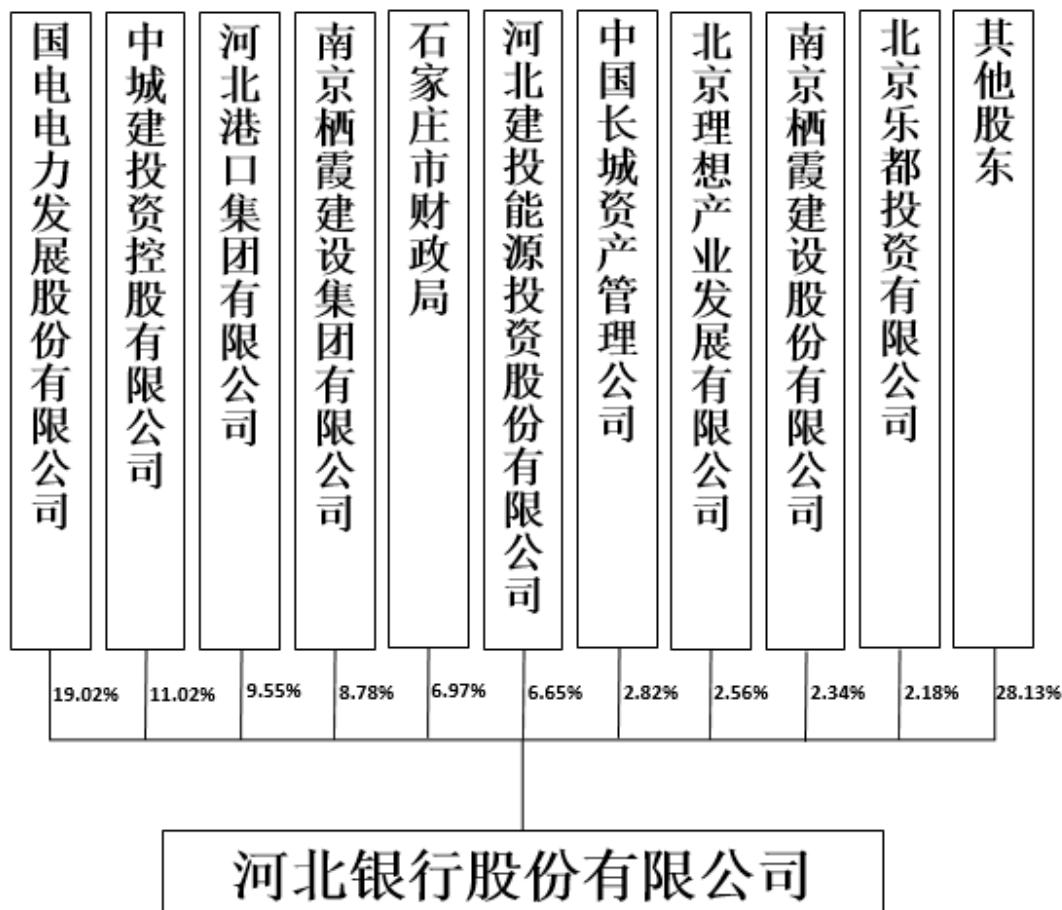 国电电力发展股份有限公司
中城建投资控股有限公司
河北港口集团有限公司
南京栖霞建设集团有限公司
石家庄市财政局
河北建投能源投资股份有限公司
中国长城资产管理公司
北京理想产业发展有限公司
南京栖霞建设股份有限公司
北京乐都投资有限公司
其他股东
19.02%
11.02%
9.55%
8.78%
6.97%
6.65%
2.82%
2.56%
2.34%
2.18%
28.13%
河北银行股份有限公司